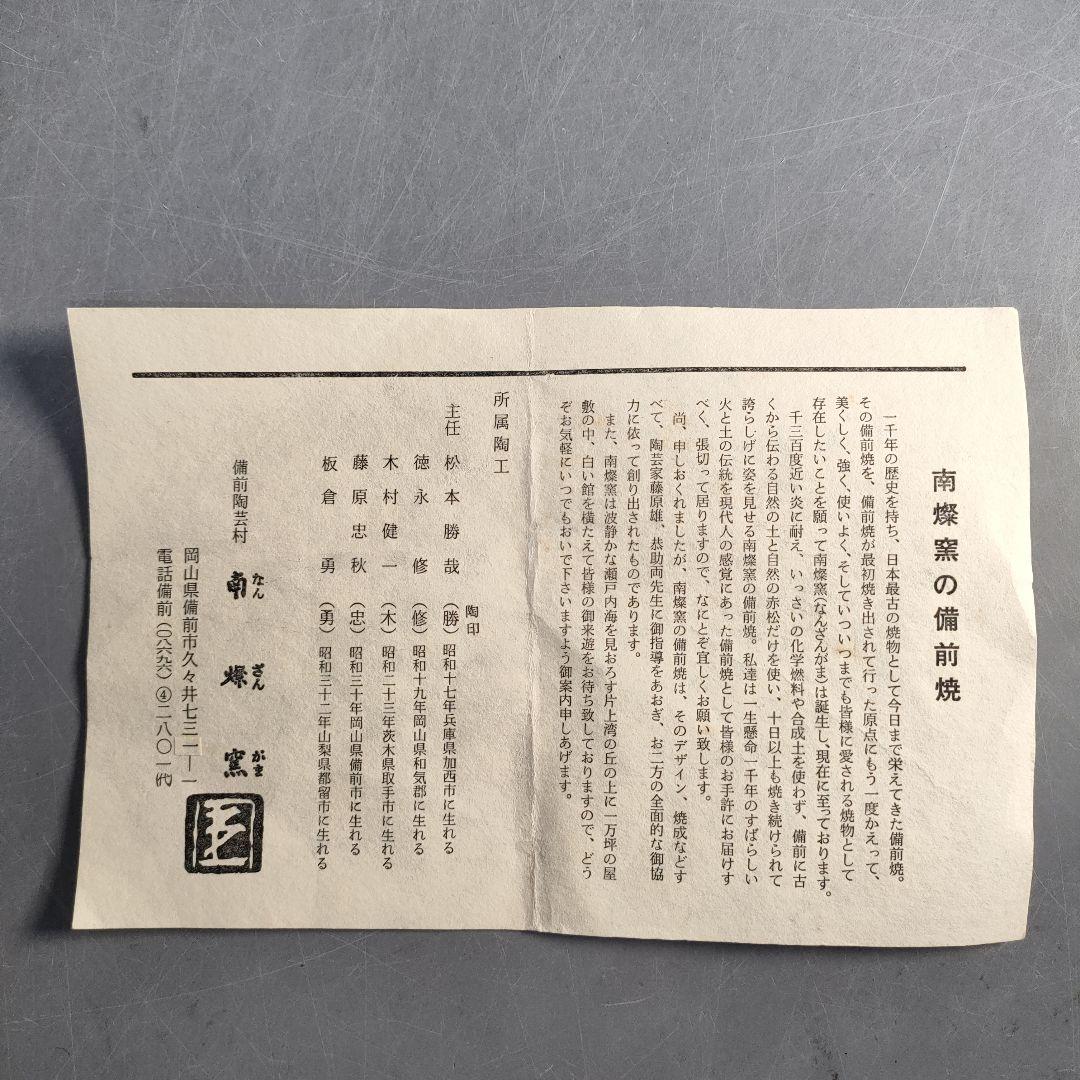 南燦窯の備前焼
一千年の歴史を持ち、日本最古の焼物として今日まで栄えてきた備前焼。
その備前焼を、備前焼が最初焼き出されて行った原点にもう一度かえって、
美くしく、強く、使いよく、そしていついつまでも皆様に愛される焼物として
存在したいことを願って南燦窯(なんざんがま)は誕生し、現在に至っております。
千三百度近い炎に耐え、いっさいの化学燃料や合成土を使わず、備前に古
くから伝わる自然の土と自然の赤松だけを使い、十日以上も焼き続けられて
誇らしげに姿を見せる南燦窯の備前焼。私達は一生懸命一千年のすばらしい
火と土の伝統を現代人の感覚にあった備前焼として皆様のお手許にお届けす
べく、張切って居りますので、なにとぞ宜しくお願い致します。
尚、申しおくれましたが、南燦窯の備前焼は、そのデザイン、焼成などす
べて、陶芸家藤原雄、恭助両先生に御指導をあおぎ、お二方の全面的な御協
力に依って創り出されたものであります。
また、南燦窯は波静かな瀬戸内海を見おろす片上湾の丘の上に一万坪の屋
敷の中、白い館を横たえて皆様の御来遊をお待ち致しておりますので、どう
ぞお気軽にいつでもおいで下さいますよう御案内申しあげます。
所属陶工
陶印
主任 松本勝哉 (勝) 昭和十七年兵庫県加西市に生れる
徳永修 (修) 昭和十九年岡山県和気郡に生れる
木村健一 (木) 昭和二十三年茨木県取手市に生れる
藤原忠秋 (忠) 昭和三十年岡山県備前市に生れる
板倉勇 (勇) 昭和三十二年山梨県都留市に生れる
備前陶芸村 南燦窯
なんざんがま
岡山県備前市久々井七三一―一
電話備前(〇八六九六)④二八〇一(代)